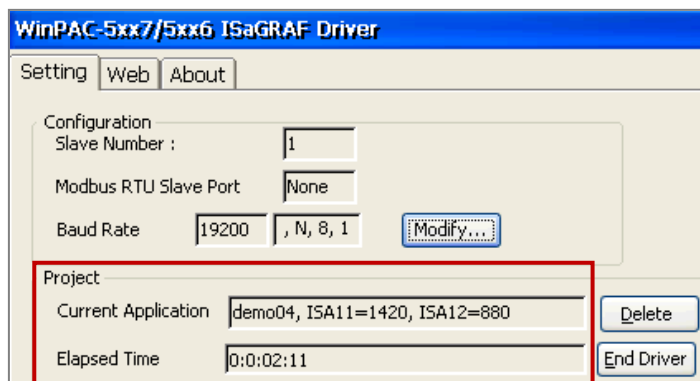 WinPAC-5xx7/5xx6 ISaGRAF Driver
Setting Web About
Configuration
Slave Number : 1
Modbus RTU Slave Port None
Baud Rate 19200 , N, 8, 1 Modify...
Project
Current Application demo04, ISA11=1420, ISA12=880 Delete
Elapsed Time 0:0:02:11 End Driver